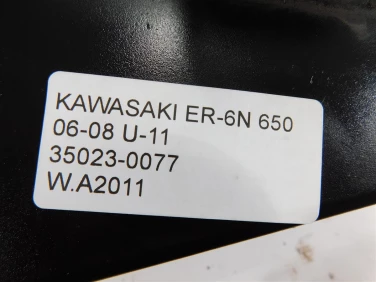 KAWASAKI ER-6N 650
06-08 U-11
35023-0077
W.A2011